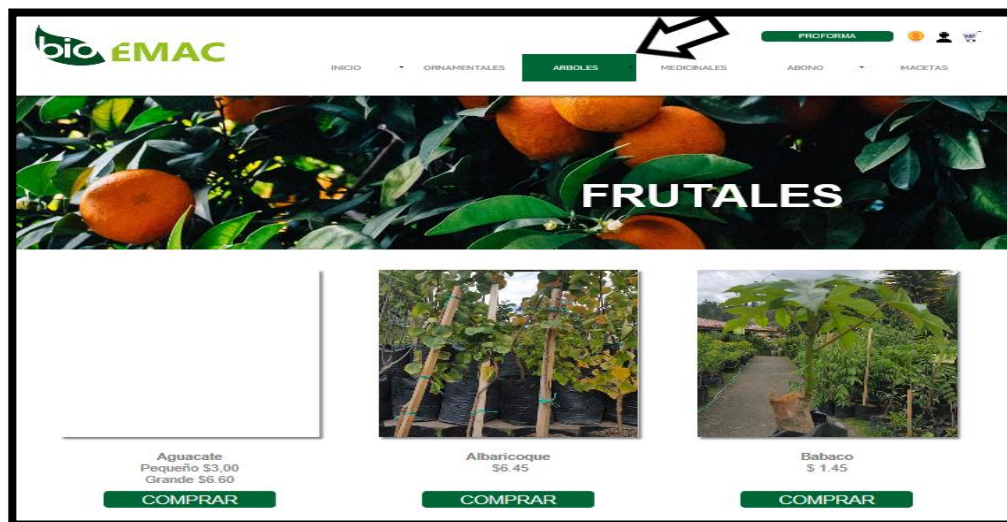 bio EMAC
PROFORMA
INICIO ORNAMENTALES ARBOLES MEDICINALES ABONO MACETAS
FRUTALES
Aguacate
Pequeño $3,00
Grande $6.60
COMPRAR
Albaricoque
$6.45
COMPRAR
Babaco
$ 1.45
COMPRAR